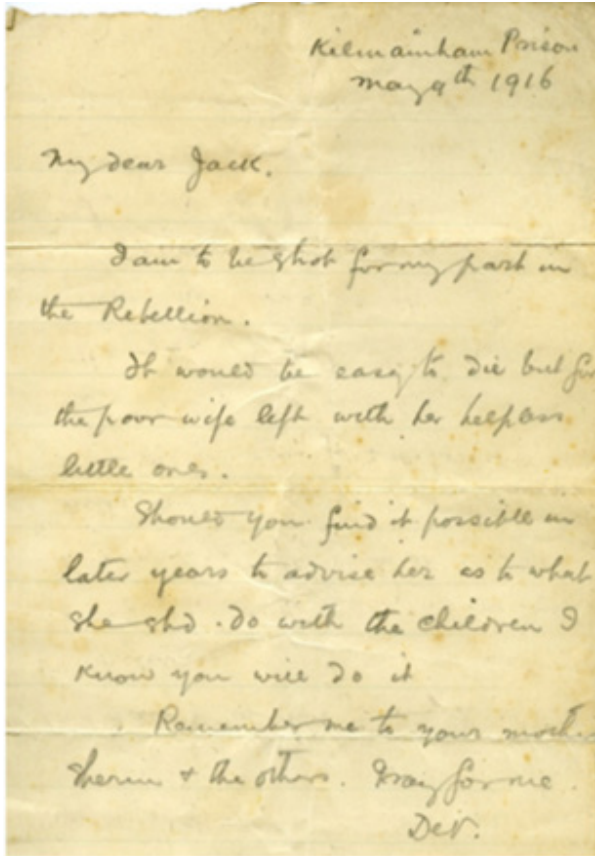 Kilmainham Prison
May 9th 1916
My dear Jack.
I am to be shot for my part in
the Rebellion.
It would be easy to die but for
the poor wife left with her helpless
little ones.
Should you find it possible in
later years to advise her as to what
she shd. do with the children I
know you will do it
Remember me to your moth
& the others. Pray for me.
DeV.